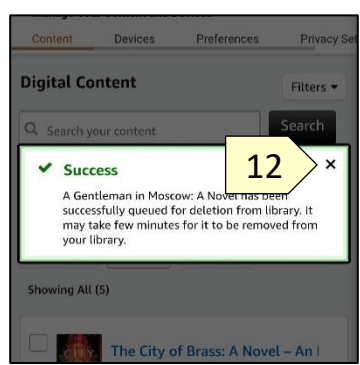 Content Devices Preferences Privacy Set
Digital Content
Filters
Search your content
Search
12
Success
A Gentleman in Moscow: A Novel has been
successfully queued for deletion from library. It
may take few minutes for it to be removed from
your library.
Showing All (5)
The City of Brass: A Novel – An